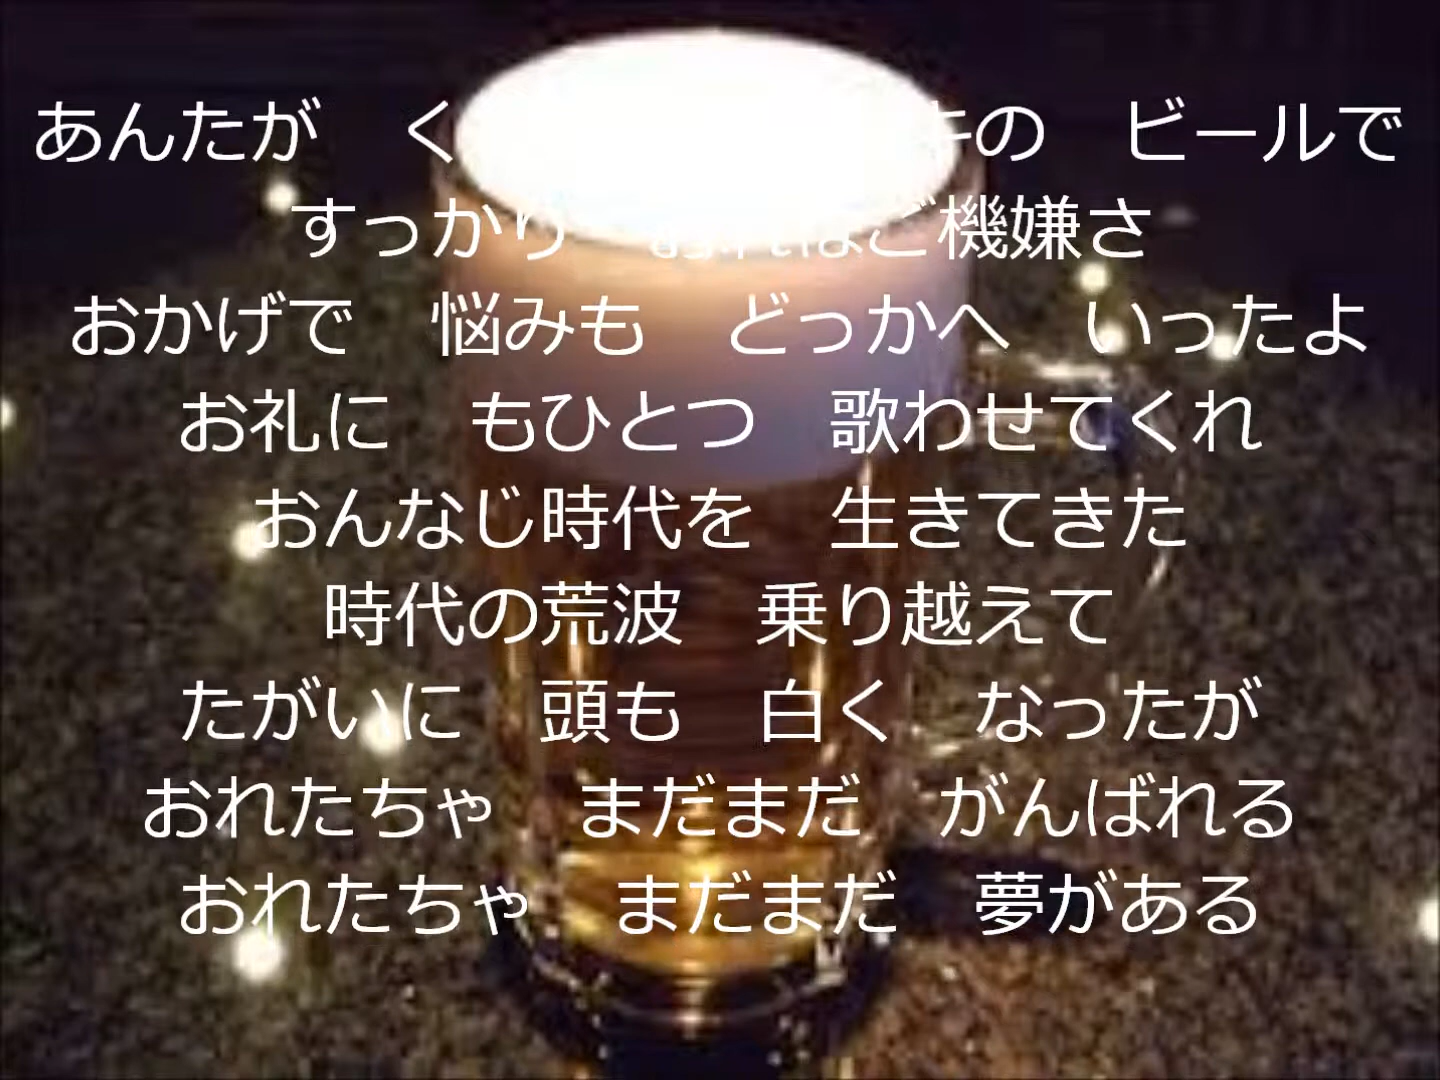 あんたが　く　キの　ビールで
すっかり　ればご機嫌さ
おかげで　悩みも　どっかへ　いったよ
お礼に　もひとつ　歌わせてくれ
おんなじ時代を　生きてきた
時代の荒波　乗り越えて
たがいに　頭も　白く　なったが
おれたちゃ　まだまだ　がんばれる
おれたちゃ　まだまだ　夢がある